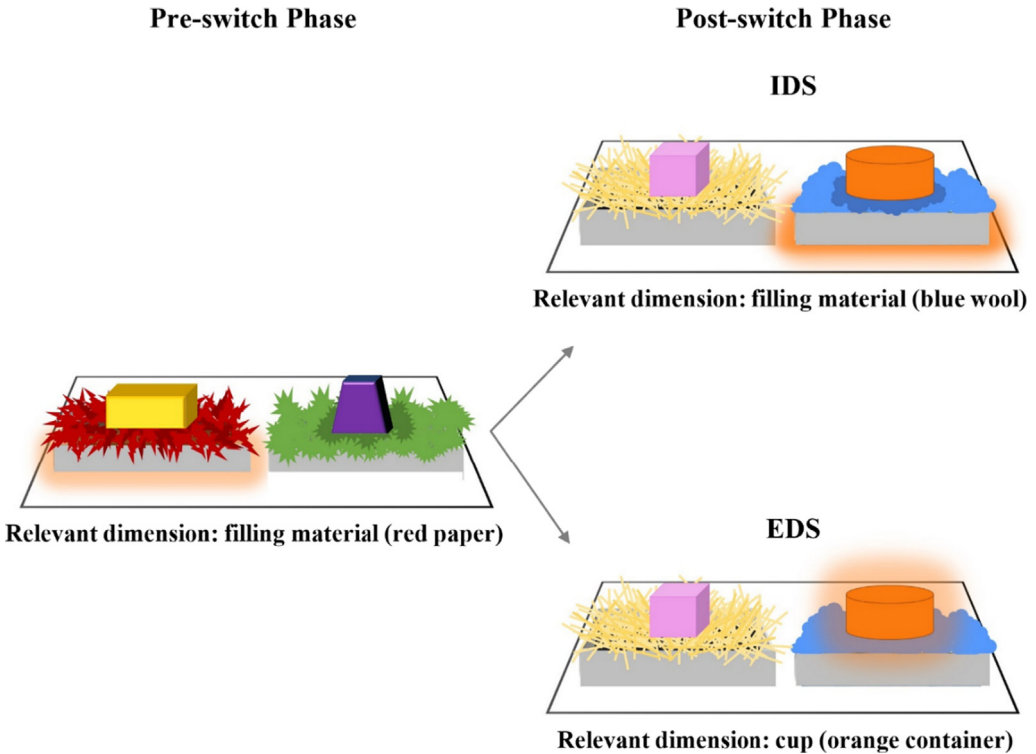 Pre-switch Phase
Post-switch Phase
IDS
Relevant dimension: filling material (blue wool)
Relevant dimension: filling material (red paper)
EDS
Relevant dimension: cup (orange container)